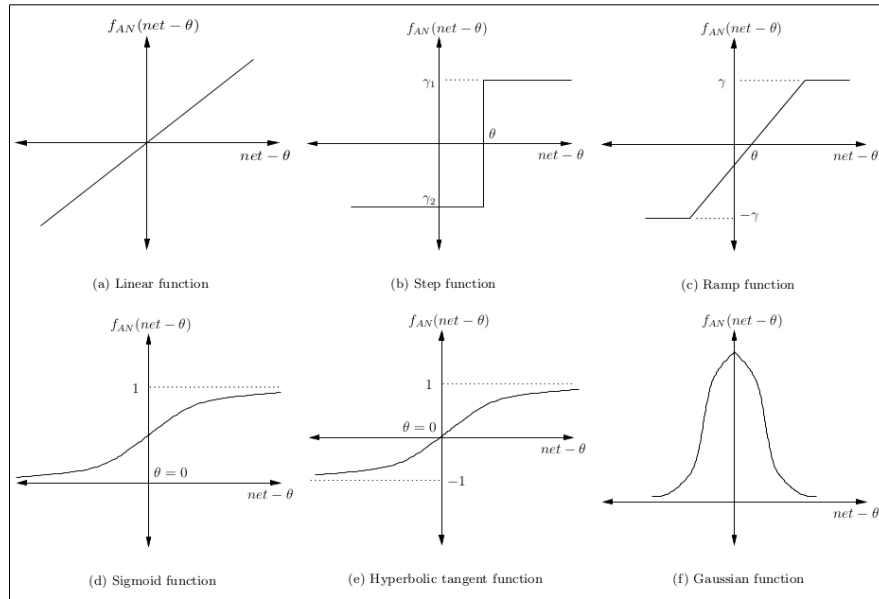 f_AN(net − θ)
net − θ
(a) Linear function
f_AN(net − θ)
γ₁
θ
net − θ
γ₂
(b) Step function
f_AN(net − θ)
γ
θ
net − θ
−γ
(c) Ramp function
f_AN(net − θ)
1
θ = 0
net − θ
(d) Sigmoid function
f_AN(net − θ)
1
θ = 0
net − θ
−1
(e) Hyperbolic tangent function
f_AN(net − θ)
net − θ
(f) Gaussian function